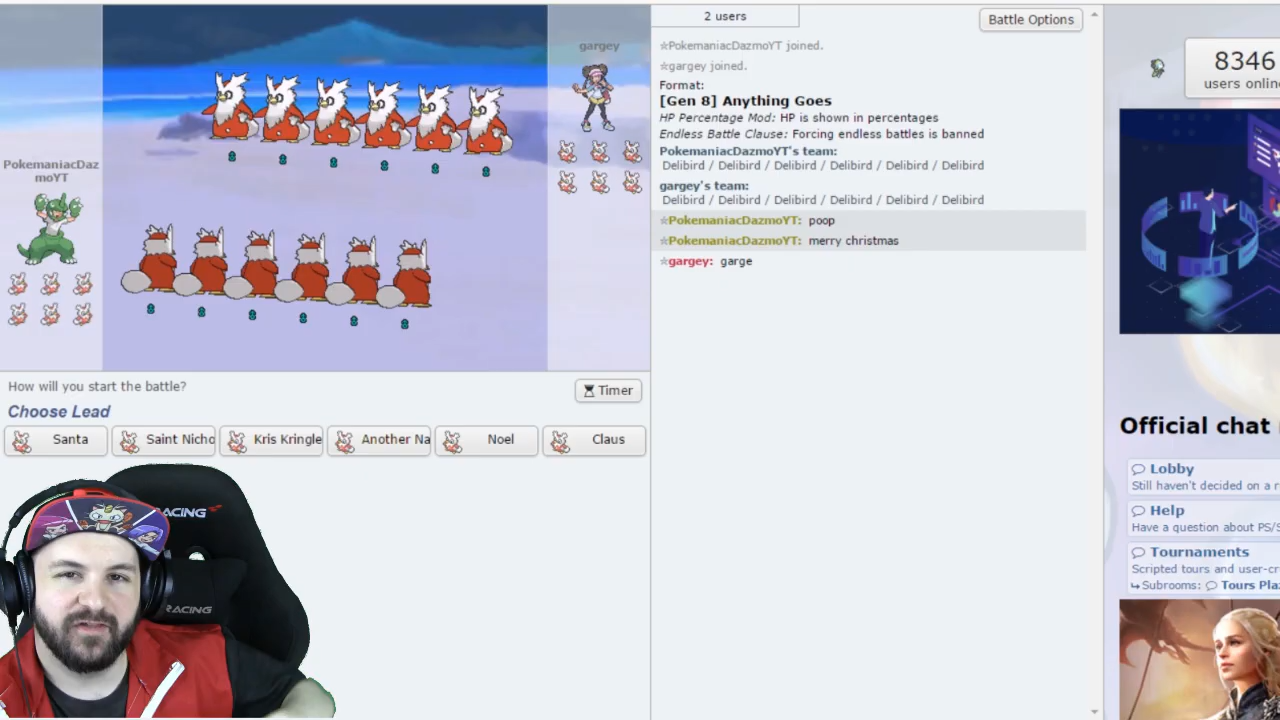 PokemaniacDaz
moYT
gargey
How will you start the battle?
Timer
Choose Lead
Santa
Saint Nicho
Kris Kringle
Another Na
Noel
Claus
ACING
RACING
2 users
Battle Options
☆PokemaniacDazmoYT joined.
☆gargey joined.
Format:
[Gen 8] Anything Goes
HP Percentage Mod: HP is shown in percentages
Endless Battle Clause: Forcing endless battles is banned
PokemaniacDazmoYT's team:
Delibird / Delibird / Delibird / Delibird / Delibird / Delibird
gargey's team:
Delibird / Delibird / Delibird / Delibird / Delibird / Delibird
☆PokemaniacDazmoYT: poop
☆PokemaniacDazmoYT: merry christmas
☆gargey: garge
8346
users onlin
Official chat
Lobby
Still haven't decided on a r
Help
Have a question about PS/S
Tournaments
Scripted tours and user-cr
↳Subrooms: Tours Pla